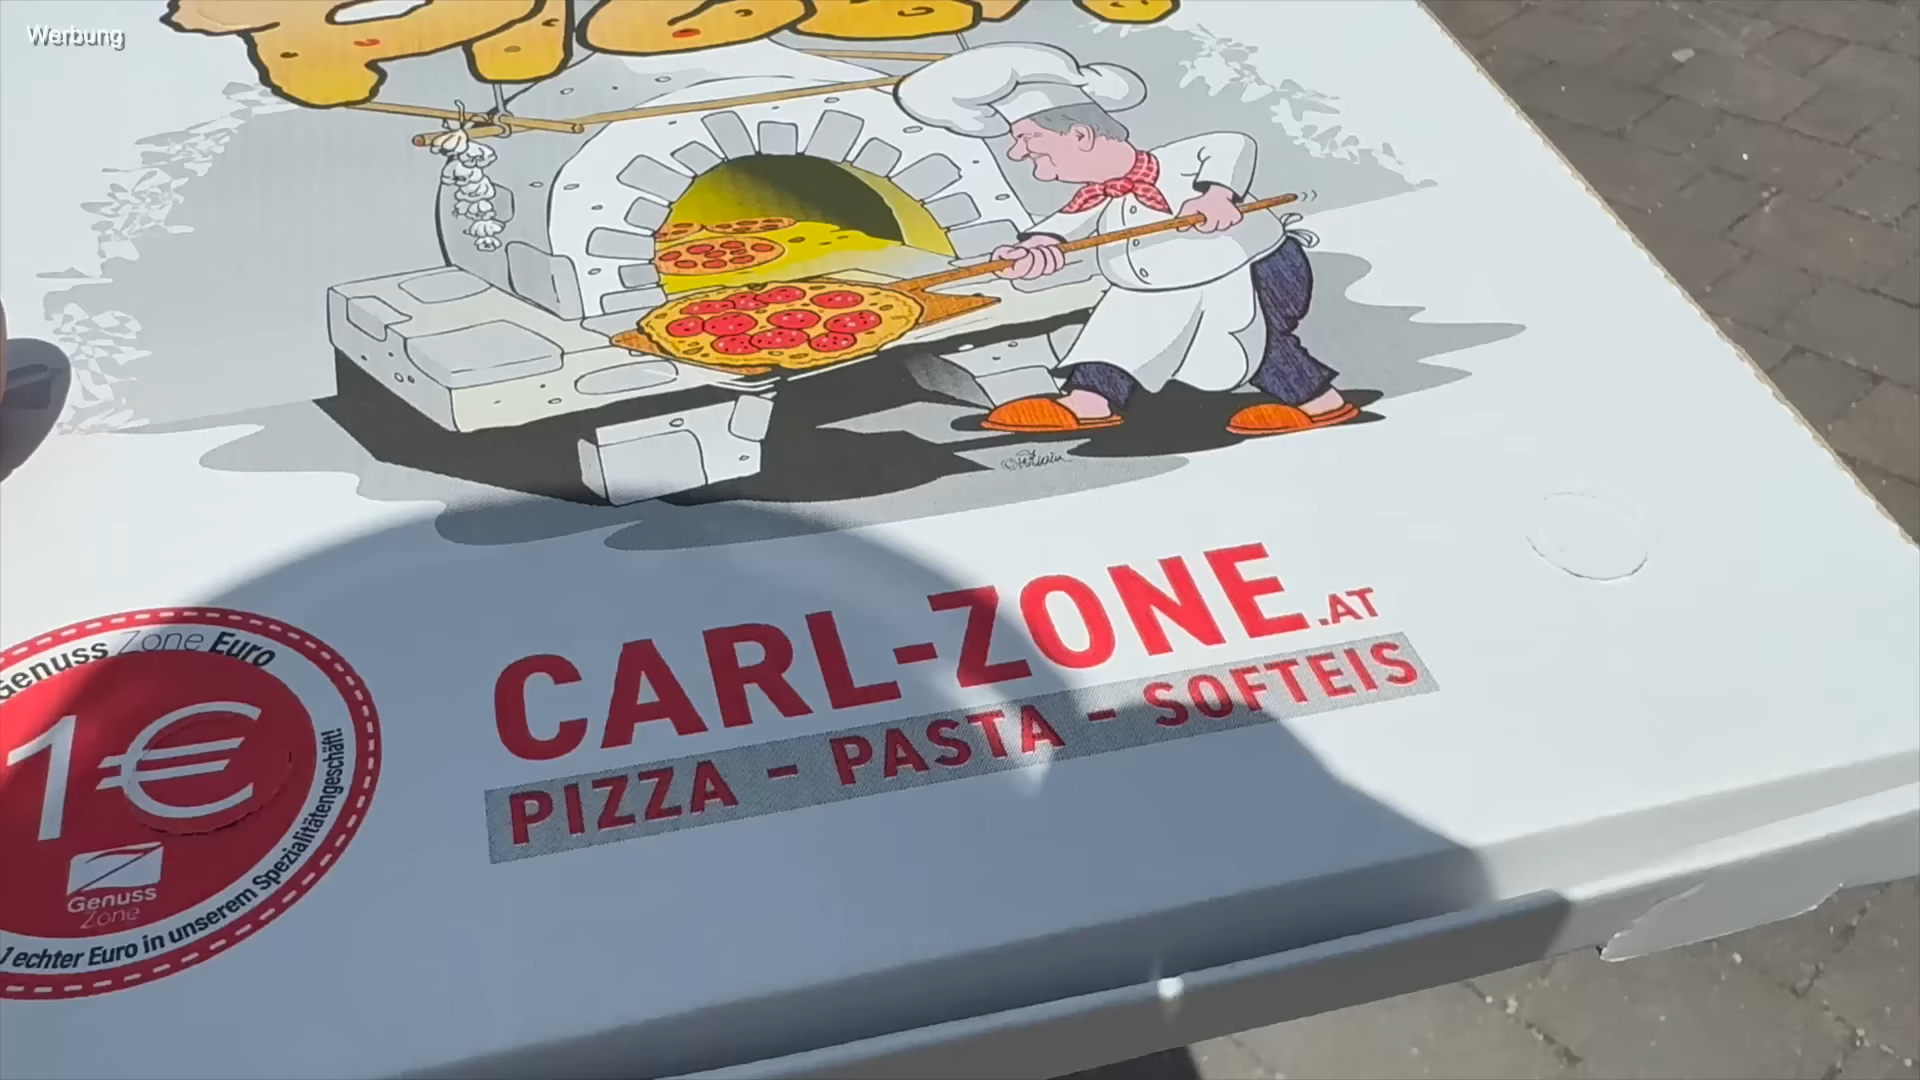 Werbung
CARL-ZONE.AT
PIZZA - PASTA - SOFTEIS
Genuss Zone Euro
1€
Genuss
Zone
1 echter Euro in unserem Spezialitätengeschäft!